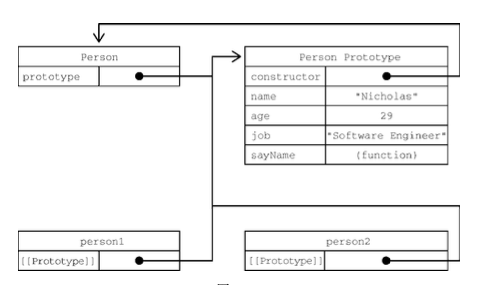 Person
prototype
Person Prototype
constructor
name "Nicholas"
age 29
job "Software Engineer"
sayName (function)
person1
[[Prototype]]
person2
[[Prototype]]